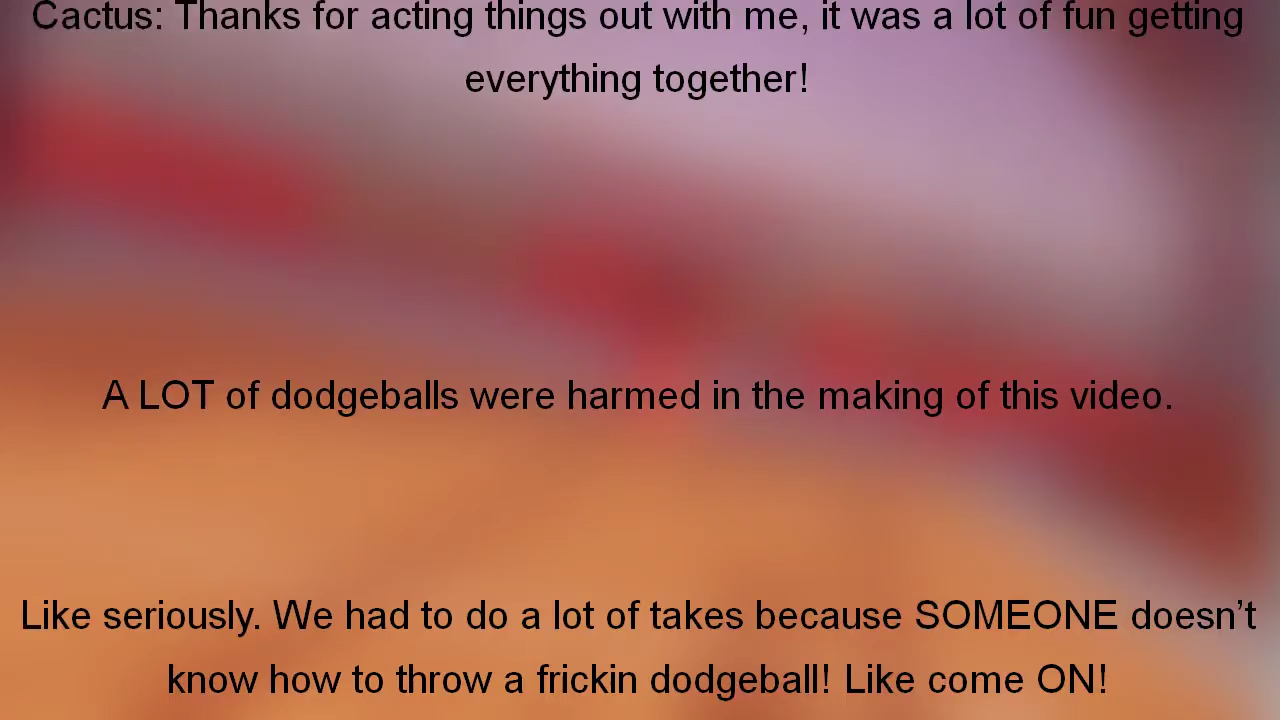 Cactus: Thanks for acting things out with me, it was a lot of fun getting
everything together!
A LOT of dodgeballs were harmed in the making of this video.
Like seriously. We had to do a lot of takes because SOMEONE doesn’t
know how to throw a frickin dodgeball! Like come ON!